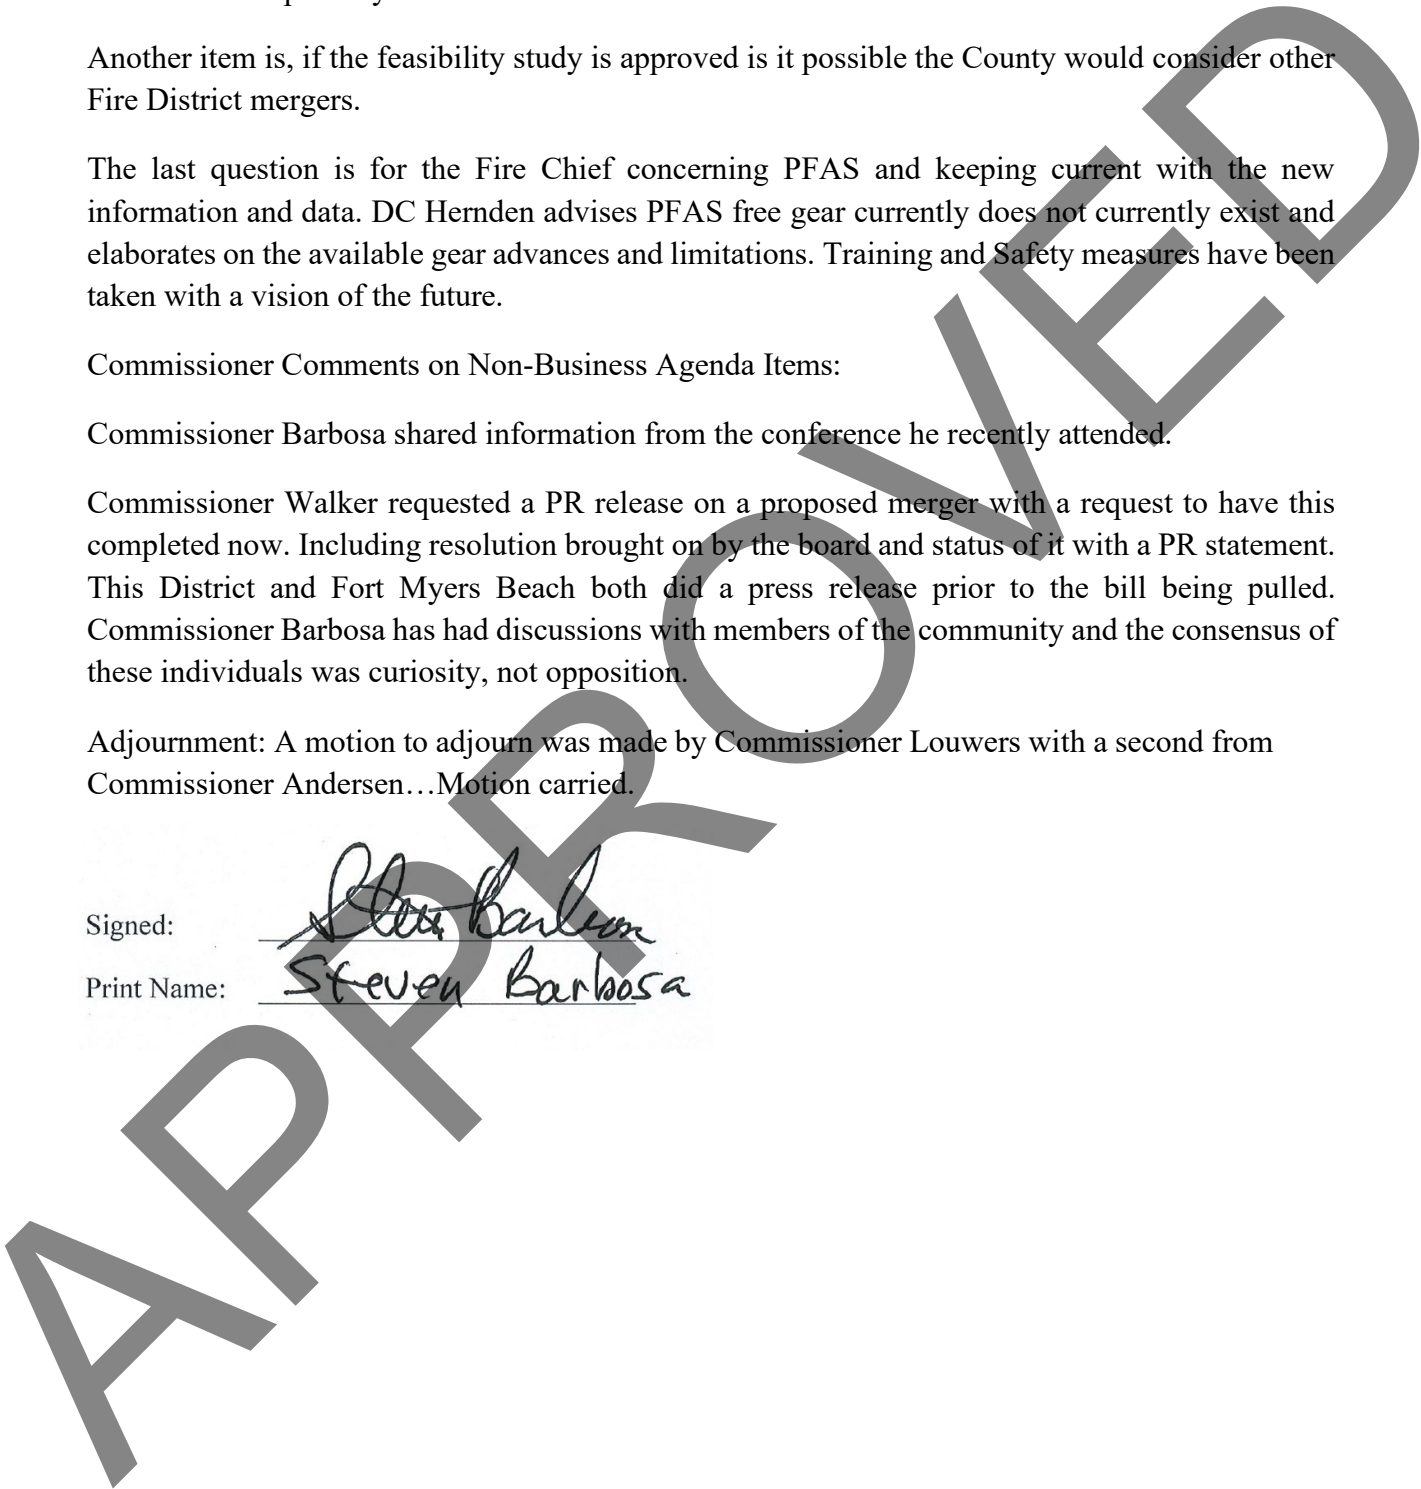 Another item is, if the feasibility study is approved is it possible the County would consider other
Fire District mergers.
The last question is for the Fire Chief concerning PFAS and keeping current with the new
information and data. DC Hernden advises PFAS free gear currently does not currently exist and
elaborates on the available gear advances and limitations. Training and Safety measures have been
taken with a vision of the future.
Commissioner Comments on Non-Business Agenda Items:
Commissioner Barbosa shared information from the conference he recently attended.
Commissioner Walker requested a PR release on a proposed merger with a request to have this
completed now. Including resolution brought on by the board and status of it with a PR statement.
This District and Fort Myers Beach both did a press release prior to the bill being pulled.
Commissioner Barbosa has had discussions with members of the community and the consensus of
these individuals was curiosity, not opposition.
Adjournment: A motion to adjourn was made by Commissioner Louwers with a second from
Commissioner Andersen…Motion carried.
Signed: Steven Barbosa
Print Name: Steven Barbosa
APPROVED